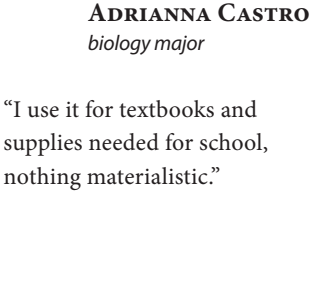 Adrianna Castro
biology major
“I use it for textbooks and
supplies needed for school,
nothing materialistic.”